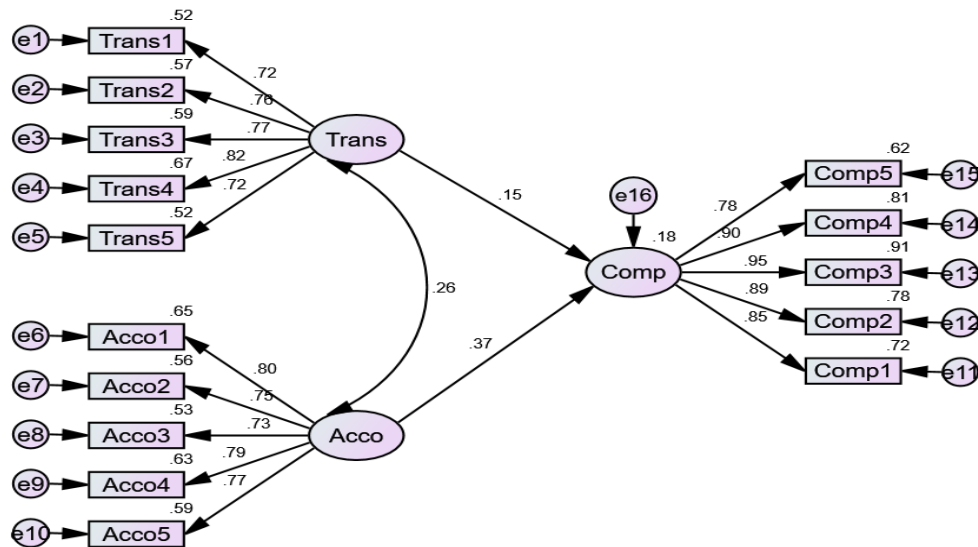 .52
e1 Trans1
.57
.72
e2 Trans2
.59
.76
e3 Trans3
.77
Trans
.67
.82
e4 Trans4
.52
.72
e5 Trans5
.15
.26
e16
.18
Comp
.37
.62
Comp5 e15
.78
.81
Comp4 e14
.90
.91
.95
Comp3 e13
.89
.78
Comp2 e12
.85
.72
Comp1 e11
.65
e6 Acco1
.56
.80
e7 Acco2
.53
.75
e8 Acco3
.73
Acco
.63
.79
e9 Acco4
.59
.77
e10 Acco5